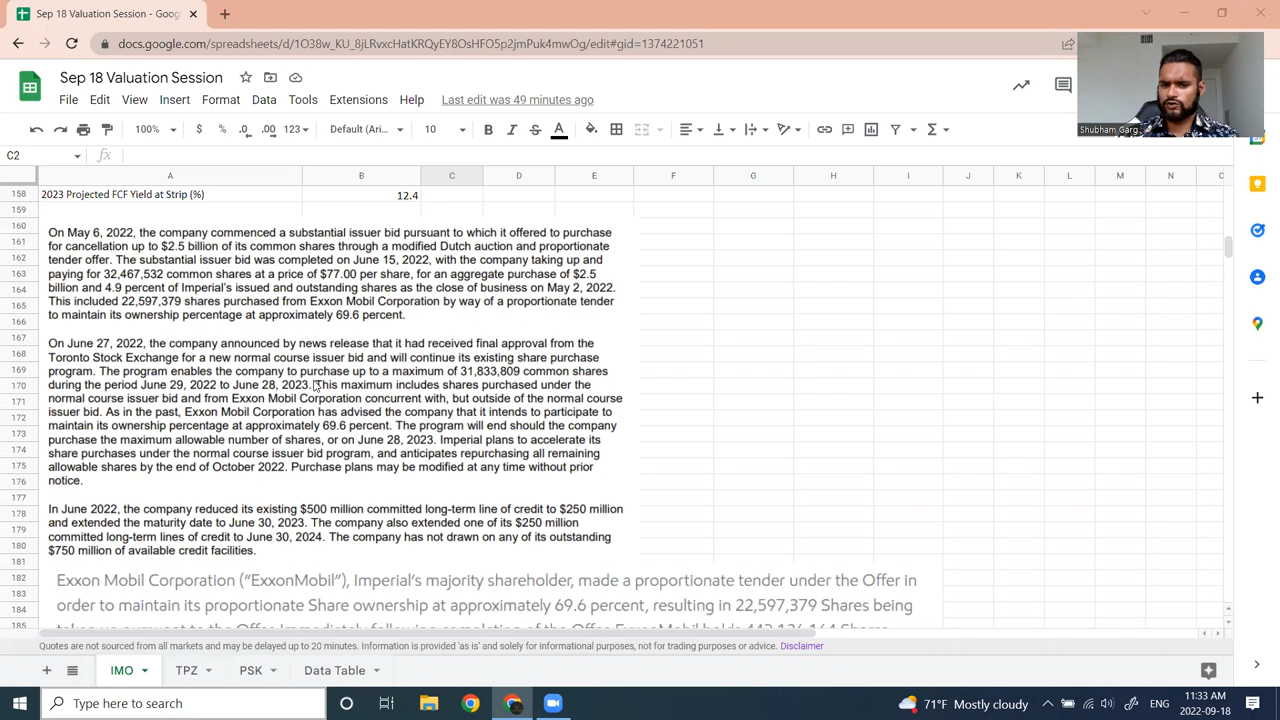 Sep 18 Valuation Session - Goog
docs.google.com/spreadsheets/d/1O38w_KU_8jLRvxcHatKRQyEY8OsHFO5p2jmPuk4mwOg/edit#gid=1374221051
Sep 18 Valuation Session
File Edit View Insert Format Data Tools Extensions Help Last edit was 49 minutes ago
Shubham Garg
100% $ % .0 .00 123 Default (Ari... 10 B I S A
C2 fx
A B C D E F G H I J K L M N C
158 2023 Projected FCF Yield at Strip (%) 12.4
159
160
161
162
163
164
165
166
167
168
169
170
171
172
173
174
175
176
177
178
179
180
181
182
183
184
185
On May 6, 2022, the company commenced a substantial issuer bid pursuant to which it offered to purchase
for cancellation up to $2.5 billion of its common shares through a modified Dutch auction and proportionate
tender offer. The substantial issuer bid was completed on June 15, 2022, with the company taking up and
paying for 32,467,532 common shares at a price of $77.00 per share, for an aggregate purchase of $2.5
billion and 4.9 percent of Imperial's issued and outstanding shares as the close of business on May 2, 2022.
This included 22,597,379 shares purchased from Exxon Mobil Corporation by way of a proportionate tender
to maintain its ownership percentage at approximately 69.6 percent.
On June 27, 2022, the company announced by news release that it had received final approval from the
Toronto Stock Exchange for a new normal course issuer bid and will continue its existing share purchase
program. The program enables the company to purchase up to a maximum of 31,833,809 common shares
during the period June 29, 2022 to June 28, 2023. This maximum includes shares purchased under the
normal course issuer bid and from Exxon Mobil Corporation concurrent with, but outside of the normal course
issuer bid. As in the past, Exxon Mobil Corporation has advised the company that it intends to participate to
maintain its ownership percentage at approximately 69.6 percent. The program will end should the company
purchase the maximum allowable number of shares, or on June 28, 2023. Imperial plans to accelerate its
share purchases under the normal course issuer bid program, and anticipates repurchasing all remaining
allowable shares by the end of October 2022. Purchase plans may be modified at any time without prior
notice.
In June 2022, the company reduced its existing $500 million committed long-term line of credit to $250 million
and extended the maturity date to June 30, 2023. The company also extended one of its $250 million
committed long-term lines of credit to June 30, 2024. The company has not drawn on any of its outstanding
$750 million of available credit facilities.
Exxon Mobil Corporation ("ExxonMobil"), Imperial's majority shareholder, made a proportionate tender under the Offer in
order to maintain its proportionate Share ownership at approximately 69.6 percent, resulting in 22,597,379 Shares being
Quotes are not sourced from all markets and may be delayed up to 20 minutes. Information is provided 'as is' and solely for informational purposes, not for trading purposes or advice. Disclaimer
IMO TPZ PSK Data Table
Type here to search
71°F Mostly cloudy ENG 11:33 AM
2022-09-18